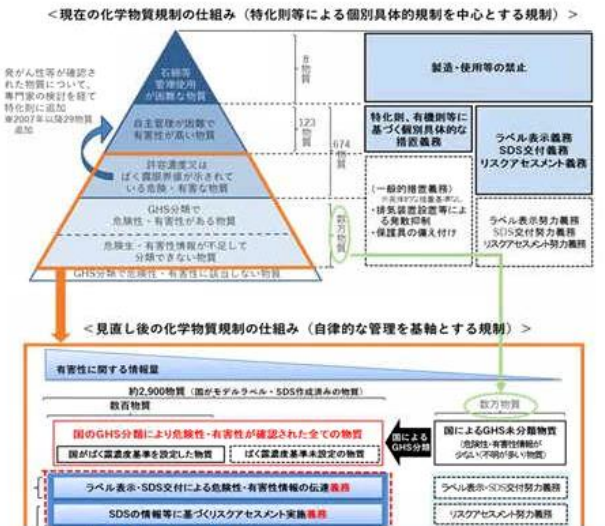 ＜現在の化学物質規制の仕組み（特化則等による個別具体的規制を中心とする規制）＞
発がん性等が確認さ
れた物質について、
専門家の検討を経て
特化則に追加
※2007年以降29物質
追加
石綿等
管理使用
が困難な物質
自主管理が困難で
有害性が高い物質
許容濃度又は
ばく露限界値が示されて
いる危険・有害な物質
GHS分類で
危険性・有害性がある物質
危険性・有害性情報が不足して
分類できない物質
GHS分類で危険性・有害性に該当しない物質
8
物質
123
物質
674
物質
数万物質
製造・使用等の禁止
特化則、有機則等に
基づく個別具体的な
措置義務
（一般的措置義務）
・排気装置設置等によ
る発散抑制
・保護具の備え付け
ラベル表示義務
SDS交付義務
リスクアセスメント義務
ラベル表示努力義務
SDS交付努力義務
リスクアセスメント努力義務
＜見直し後の化学物質規制の仕組み（自律的な管理を基軸とする規制）＞
有害性に関する情報量
約2,900物質（国がモデルラベル・SDS作成済みの物質）
数百物質
数万物質
国のGHS分類により危険性・有害性が確認された全ての物質
国がばく露濃度基準を設定した物質
ばく露濃度基準未設定の物質
国による
GHS分類
国によるGHS未分類物質
（危険性・有害性情報が
少ない/不明が多い物質）
ラベル表示・SDS交付による危険性・有害性情報の伝達義務
ラベル表示・SDS交付努力義務
SDSの情報等に基づくリスクアセスメント実施義務
リスクアセスメント努力義務